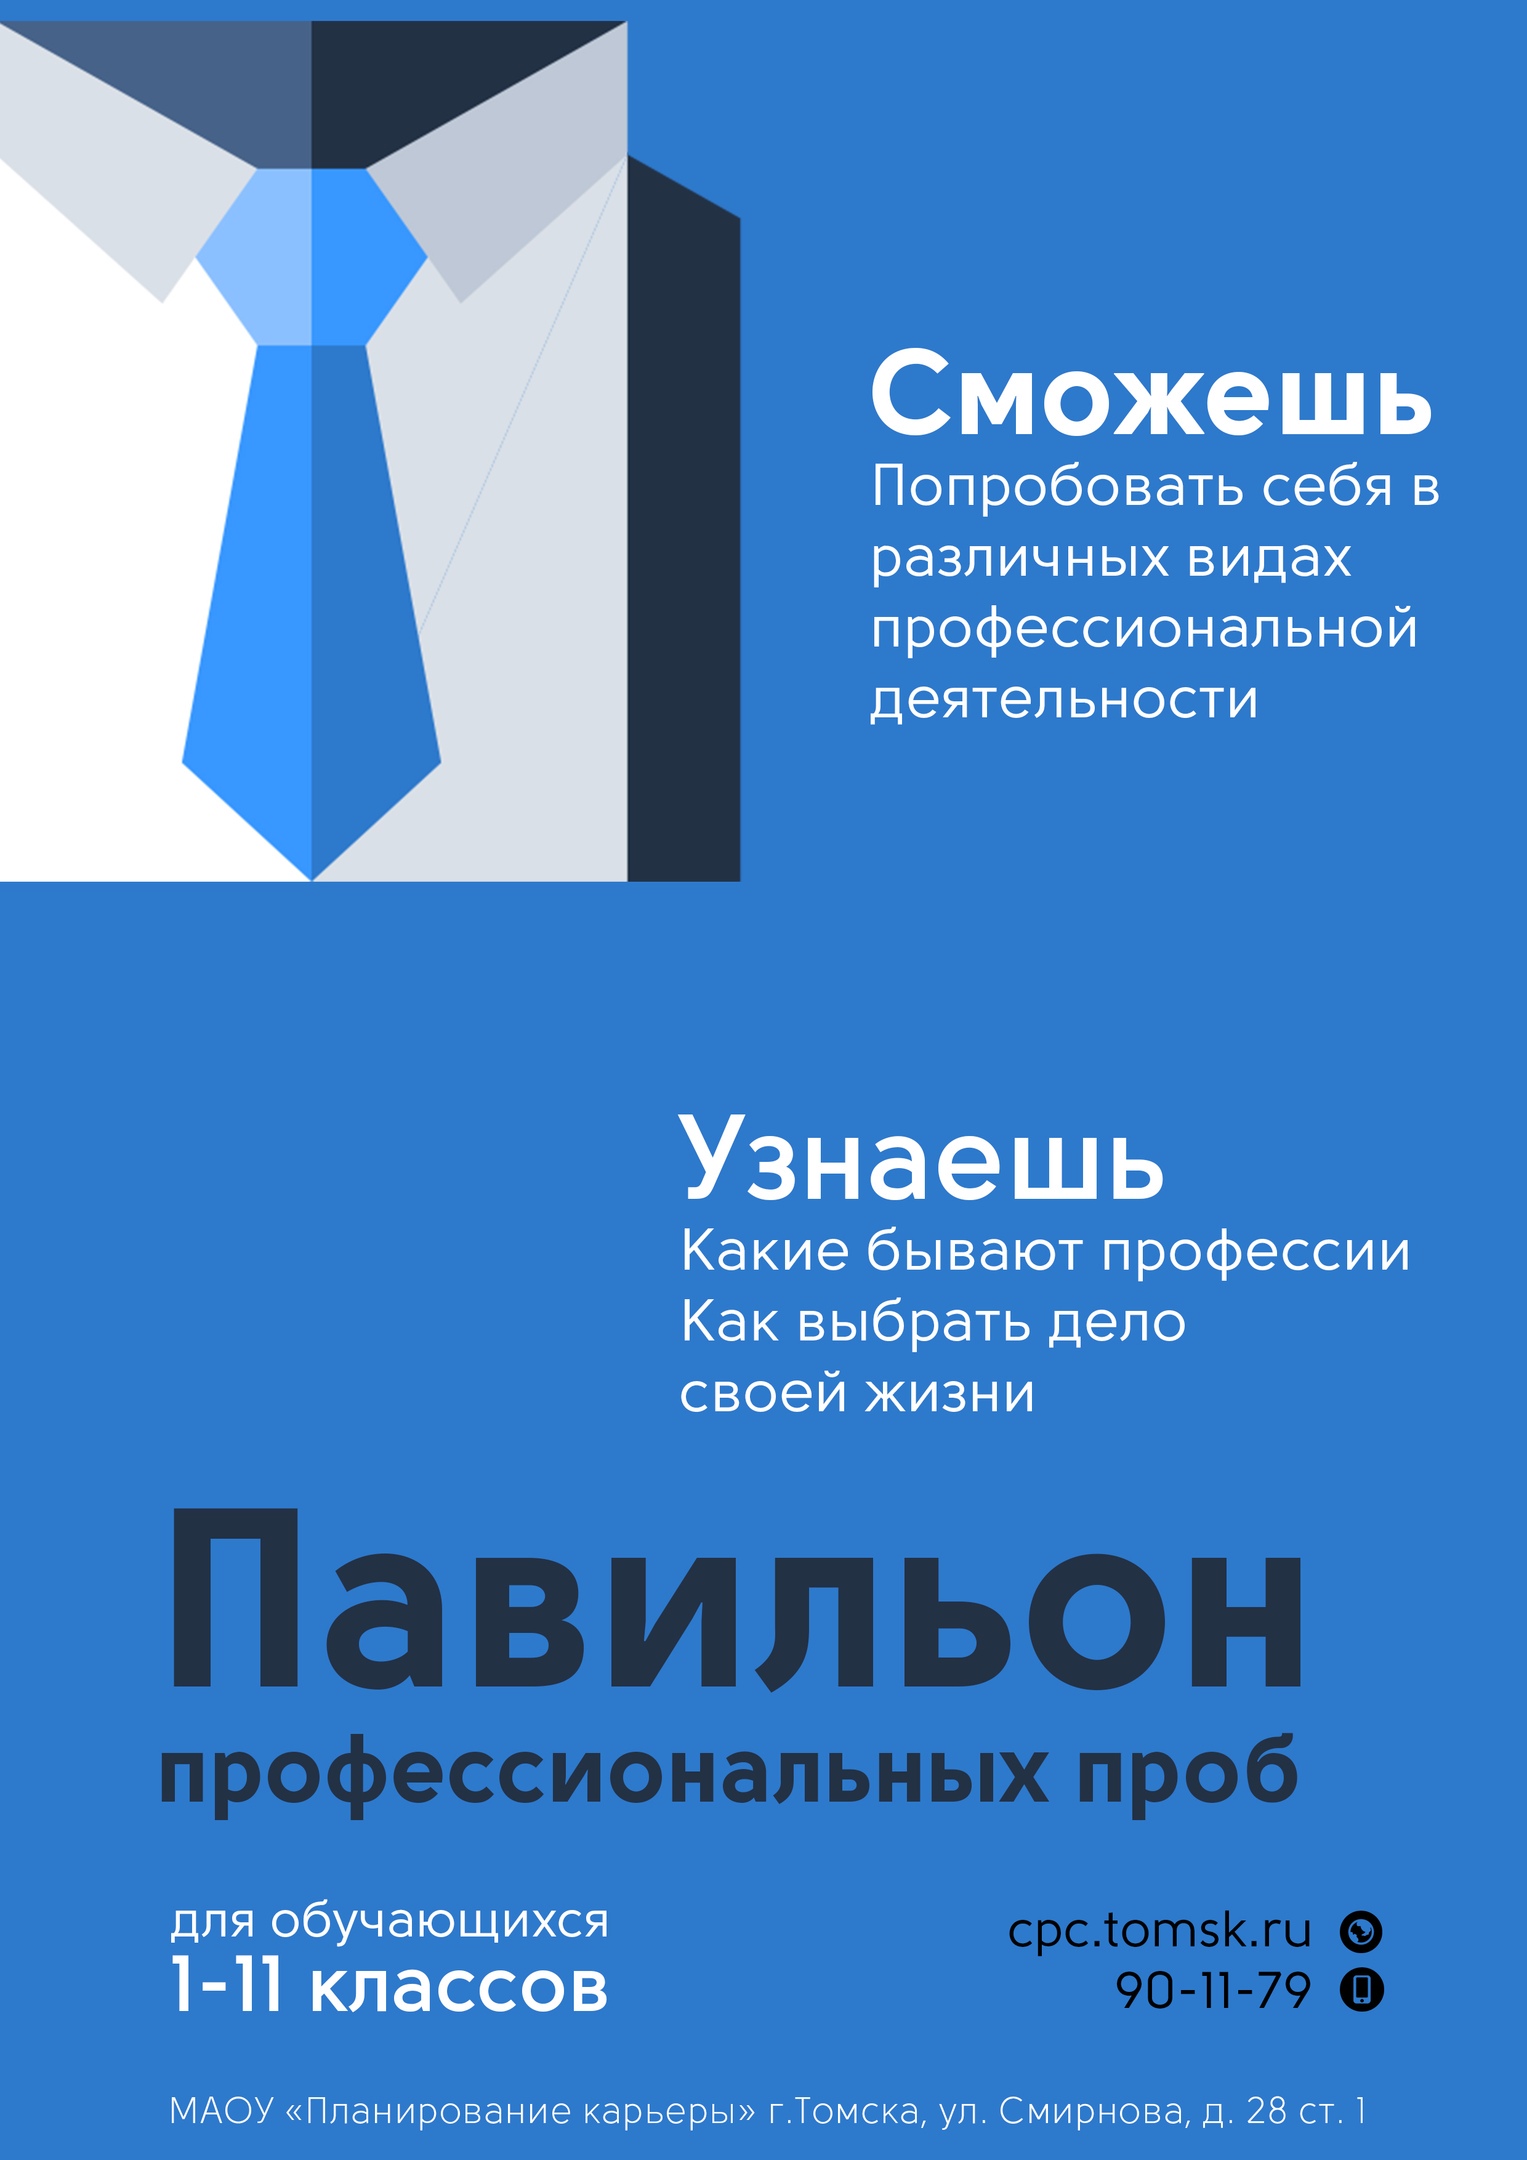 Сможешь
Попробовать себя в
различных видах
профессиональной
деятельности
Узнаешь
Какие бывают профессии
Как выбрать дело
своей жизни
Павильон
профессиональных проб
для обучающихся
1-11 классов
cpc.tomsk.ru
90-11-79
МАОУ «Планирование карьеры» г.Томска, ул. Смирнова, д. 28 ст. 1